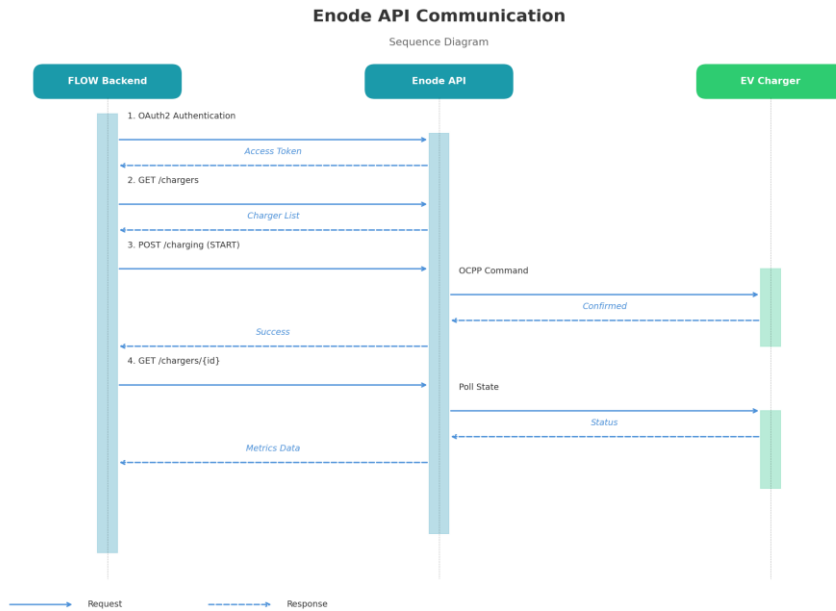 Enode API Communication
Sequence Diagram
FLOW Backend
Enode API
EV Charger
1. OAuth2 Authentication
Access Token
2. GET /chargers
Charger List
3. POST /charging (START)
OCPP Command
Confirmed
Success
4. GET /chargers/{id}
Poll State
Status
Metrics Data
Request
Response